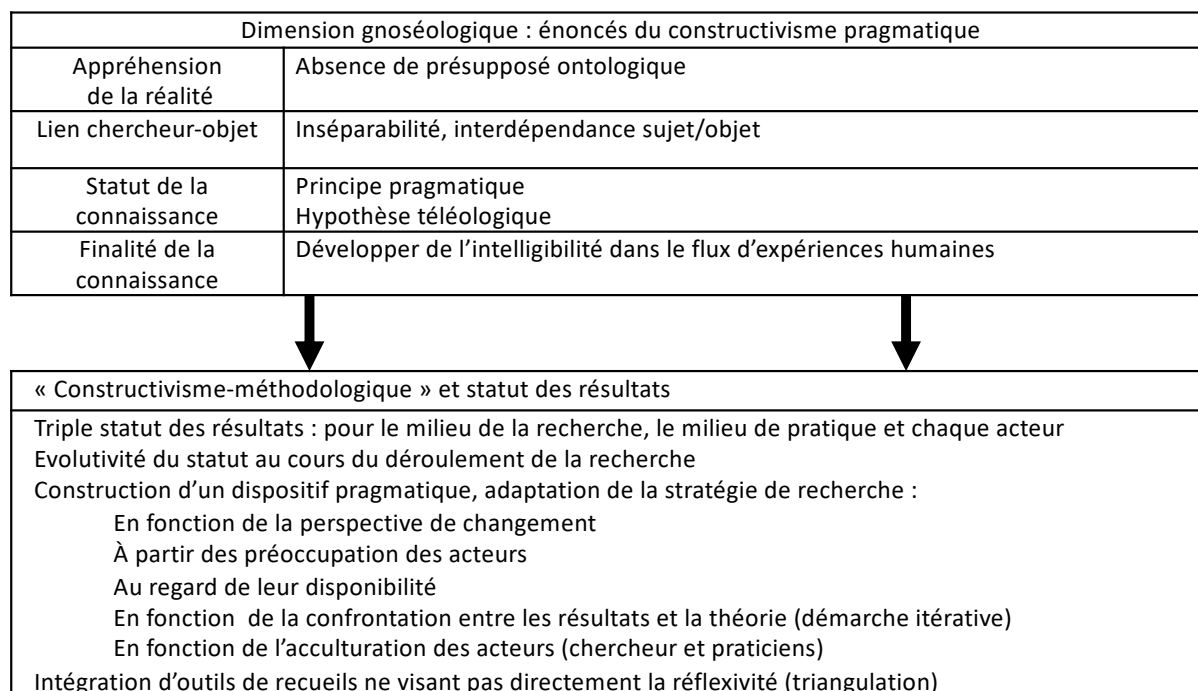 Dimension gnoséologique : énoncés du constructivisme pragmatique
Appréhension
de la réalité
Absence de présupposé ontologique
Lien chercheur-objet
Inséparabilité, interdépendance sujet/objet
Statut de la
connaissance
Principe pragmatique
Hypothèse téléologique
Finalité de la
connaissance
Développer de l’intelligibilité dans le flux d’expériences humaines
« Constructivisme-méthodologique » et statut des résultats
Triple statut des résultats : pour le milieu de la recherche, le milieu de pratique et chaque acteur
Evolutivité du statut au cours du déroulement de la recherche
Construction d’un dispositif pragmatique, adaptation de la stratégie de recherche :
En fonction de la perspective de changement
À partir des préoccupation des acteurs
Au regard de leur disponibilité
En fonction de la confrontation entre les résultats et la théorie (démarche itérative)
En fonction de l’acculturation des acteurs (chercheur et praticiens)
Intégration d’outils de recueils ne visant pas directement la réflexivité (triangulation)